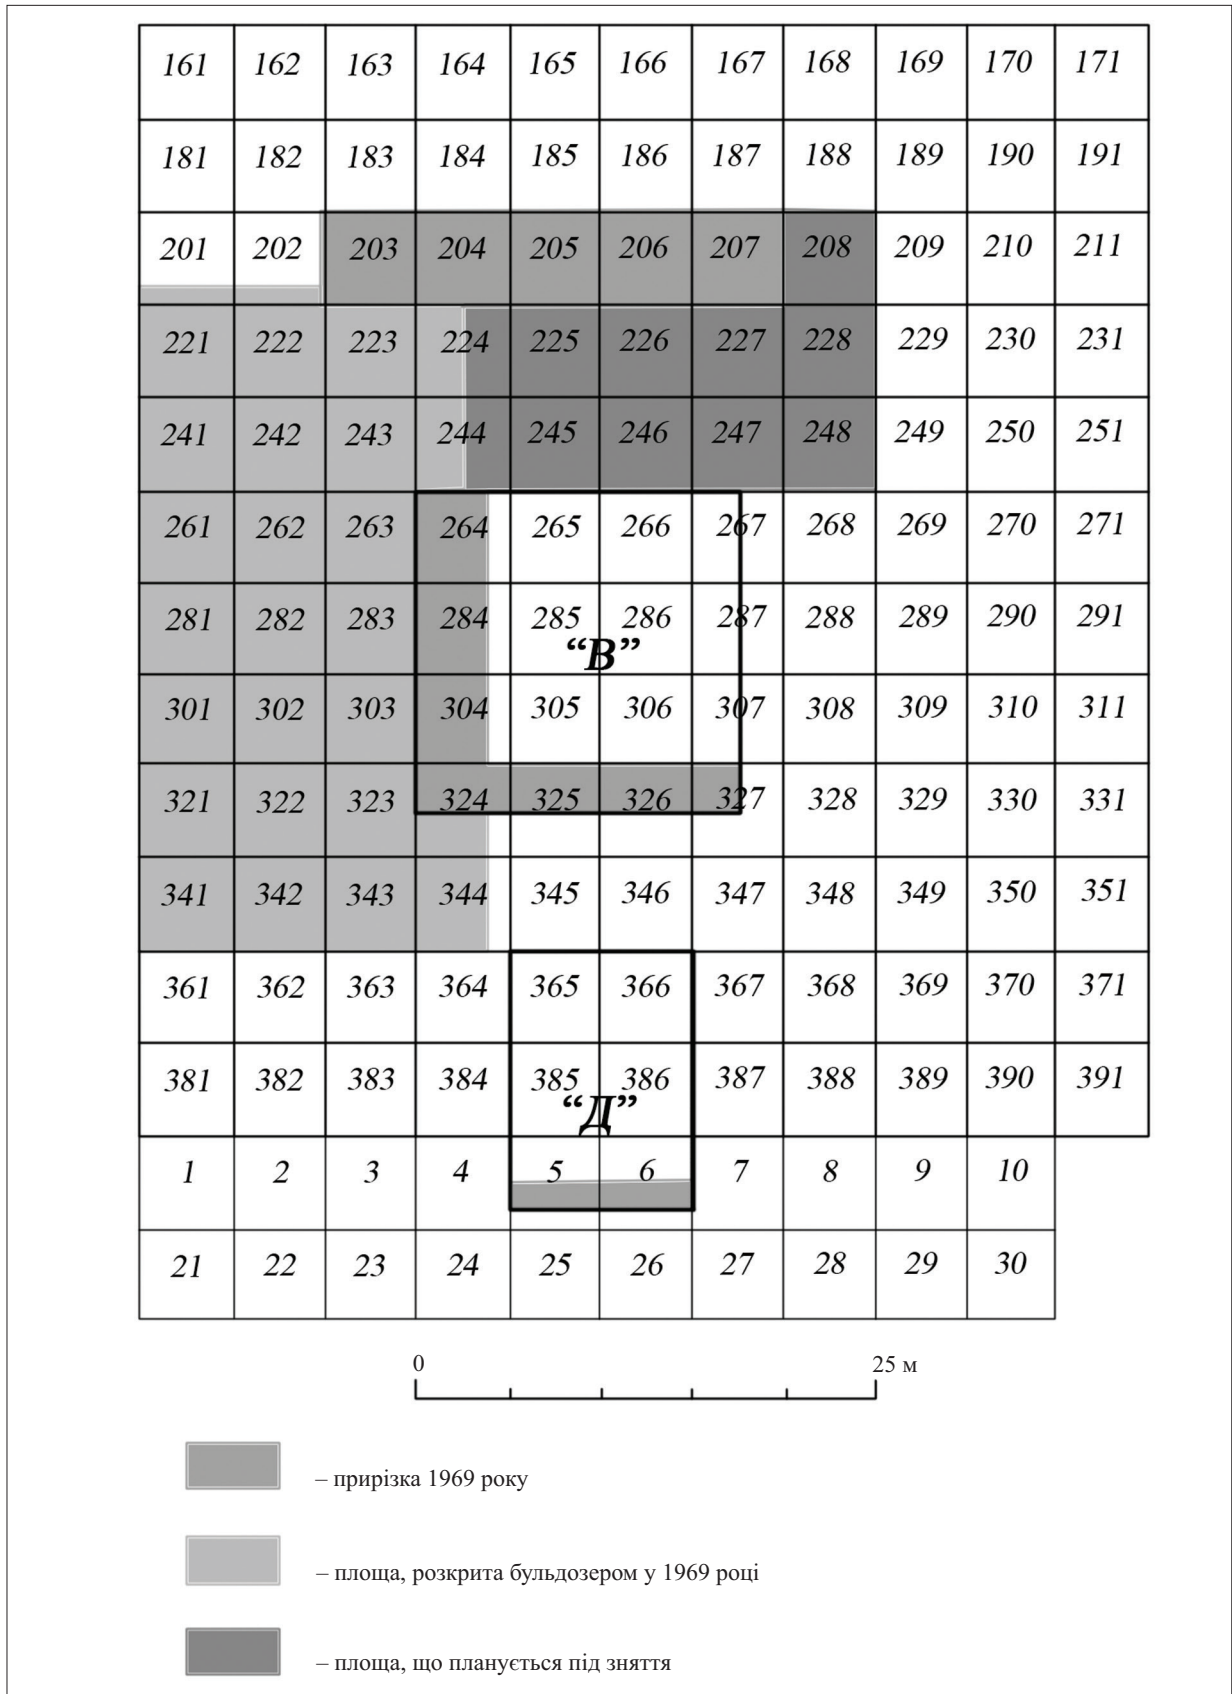 161 162 163 164 165 166 167 168 169 170 171
181 182 183 184 185 186 187 188 189 190 191
201 202 203 204 205 206 207 208 209 210 211
221 222 223 224 225 226 227 228 229 230 231
241 242 243 244 245 246 247 248 249 250 251
261 262 263 264 265 266 267 268 269 270 271
281 282 283 284 285 286 287 288 289 290 291
“В”
301 302 303 304 305 306 307 308 309 310 311
321 322 323 324 325 326 327 328 329 330 331
341 342 343 344 345 346 347 348 349 350 351
361 362 363 364 365 366 367 368 369 370 371
381 382 383 384 385 386 387 388 389 390 391
“Д”
1 2 3 4 5 6 7 8 9 10
21 22 23 24 25 26 27 28 29 30
0 25 м
– прирізка 1969 року
– площа, розкрита бульдозером у 1969 році
– площа, що планується під зняття